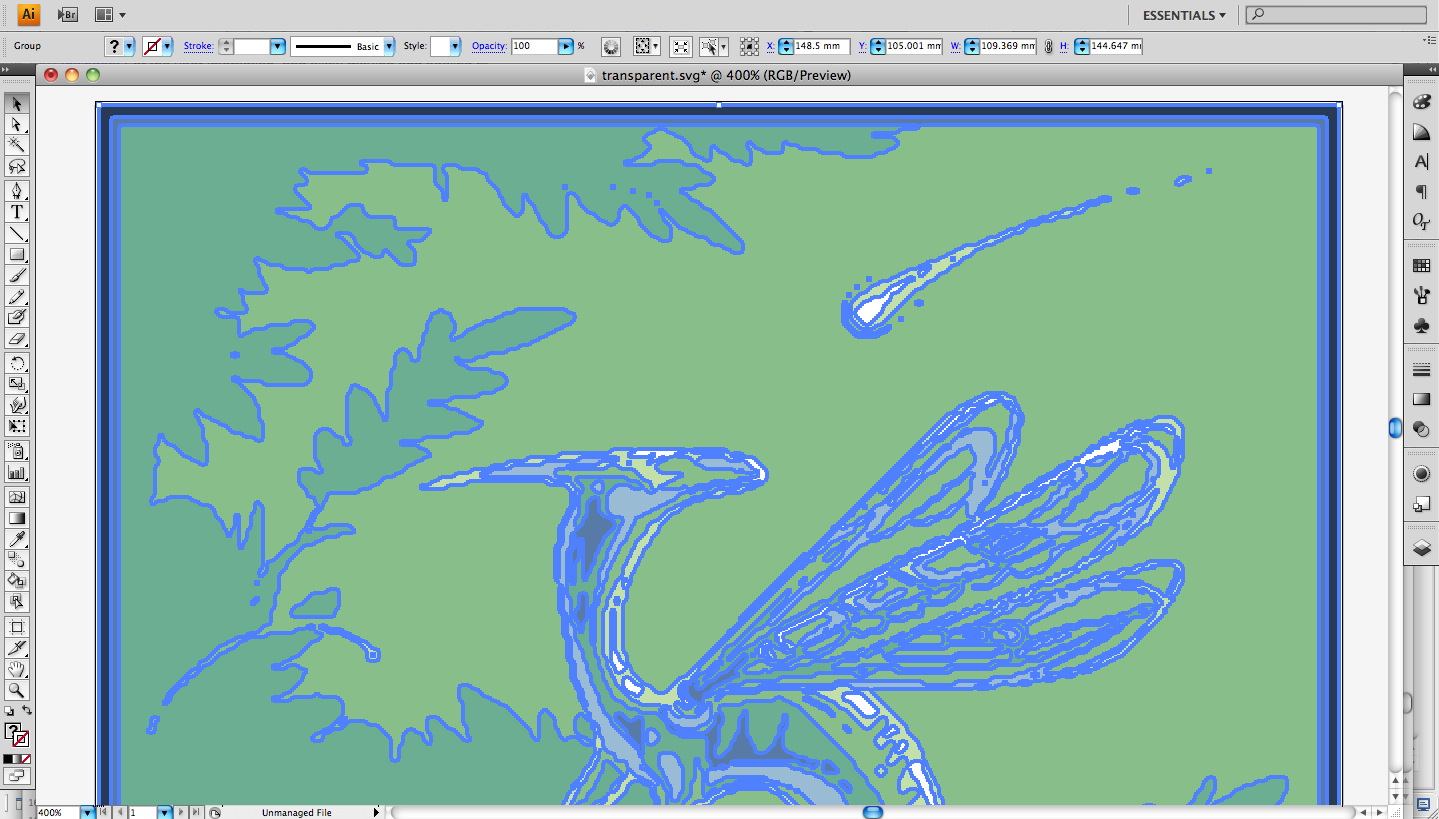 Ai Br ESSENTIALS
Group ? Stroke: Basic Style: Opacity: 100 % X: 148.5 mm Y: 105.001 mm W: 109.369 mm H: 144.647 m
transparent.svg* @ 400% (RGB/Preview)
A
T
?
400% 1 Unmanaged File